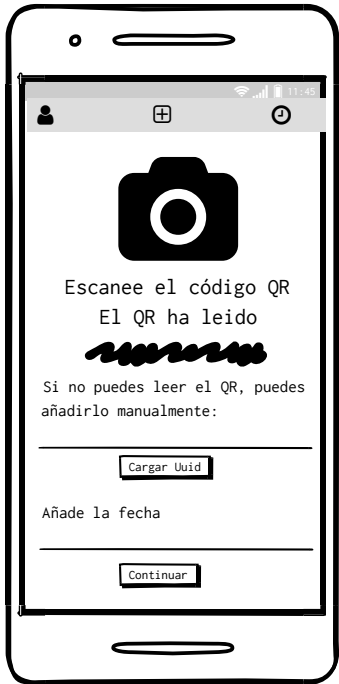 11:45
Escanee el código QR
El QR ha leido
Si no puedes leer el QR, puedes
añadirlo manualmente:
Cargar Uuid
Añade la fecha
Continuar